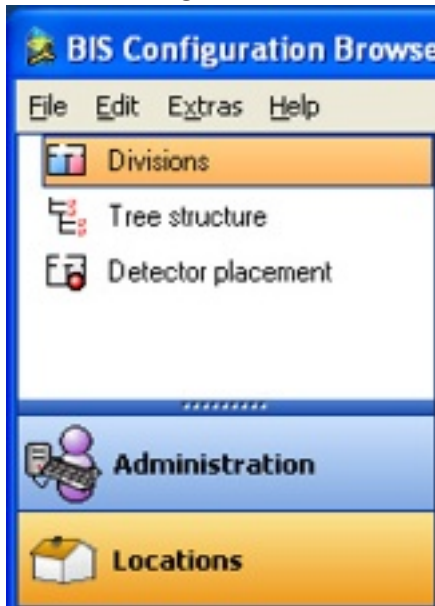 BIS Configuration Browse
File Edit Extras Help
Divisions
Tree structure
Detector placement
Administration
Locations